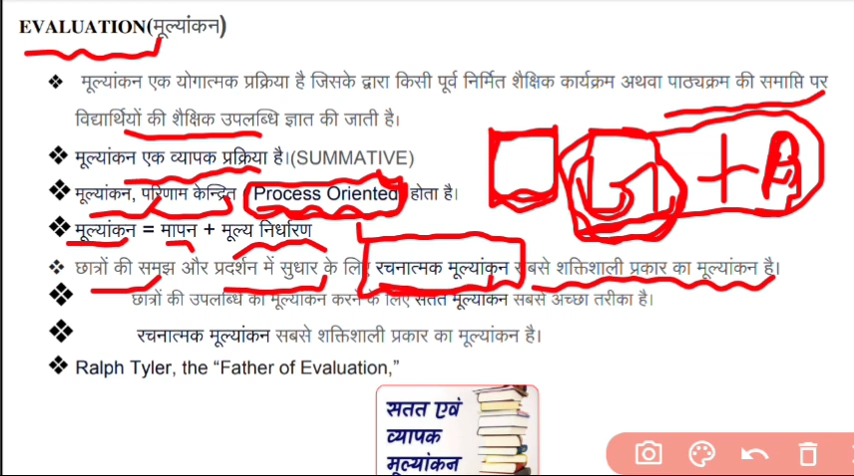 EVALUATION(मूल्यांकन)
❖ मूल्यांकन एक योगात्मक प्रक्रिया है जिसके द्वारा किसी पूर्व निर्मित शैक्षिक कार्यक्रम अथवा पाठ्यक्रम की समाप्ति पर
विद्यार्थियों की शैक्षिक उपलब्धि ज्ञात की जाती है।
❖ मूल्यांकन एक व्यापक प्रक्रिया है।(SUMMATIVE)
❖ मूल्यांकन, परिणाम केन्द्रित (Process Oriented) होता है।
❖ मूल्यांकन = मापन + मूल्य निर्धारण
❖ छात्रों की समझ और प्रदर्शन में सुधार के लिए रचनात्मक मूल्यांकन सबसे शक्तिशाली प्रकार का मूल्यांकन है।
❖ छात्रों की उपलब्धि का मूल्यांकन करने के लिए सतत मूल्यांकन सबसे अच्छा तरीका है।
❖ रचनात्मक मूल्यांकन सबसे शक्तिशाली प्रकार का मूल्यांकन है।
❖ Ralph Tyler, the “Father of Evaluation,”
सतत एवं
व्यापक
मूल्यांकन